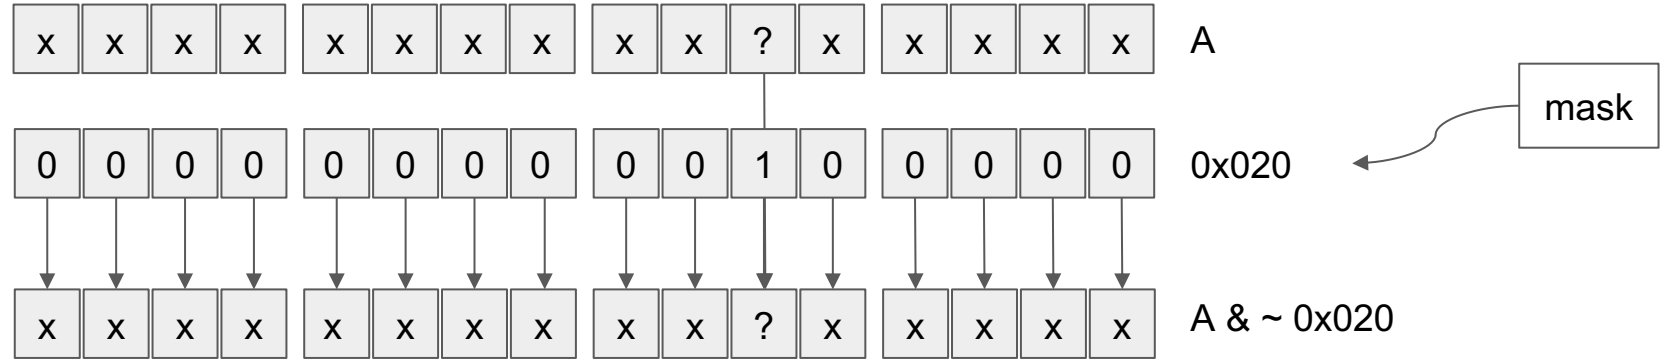 x x x x x x x x x x ? x x x x x A
mask
0 0 0 0 0 0 0 0 0 0 1 0 0 0 0 0 0x020
x x x x x x x x x x ? x x x x x A & ~ 0x020